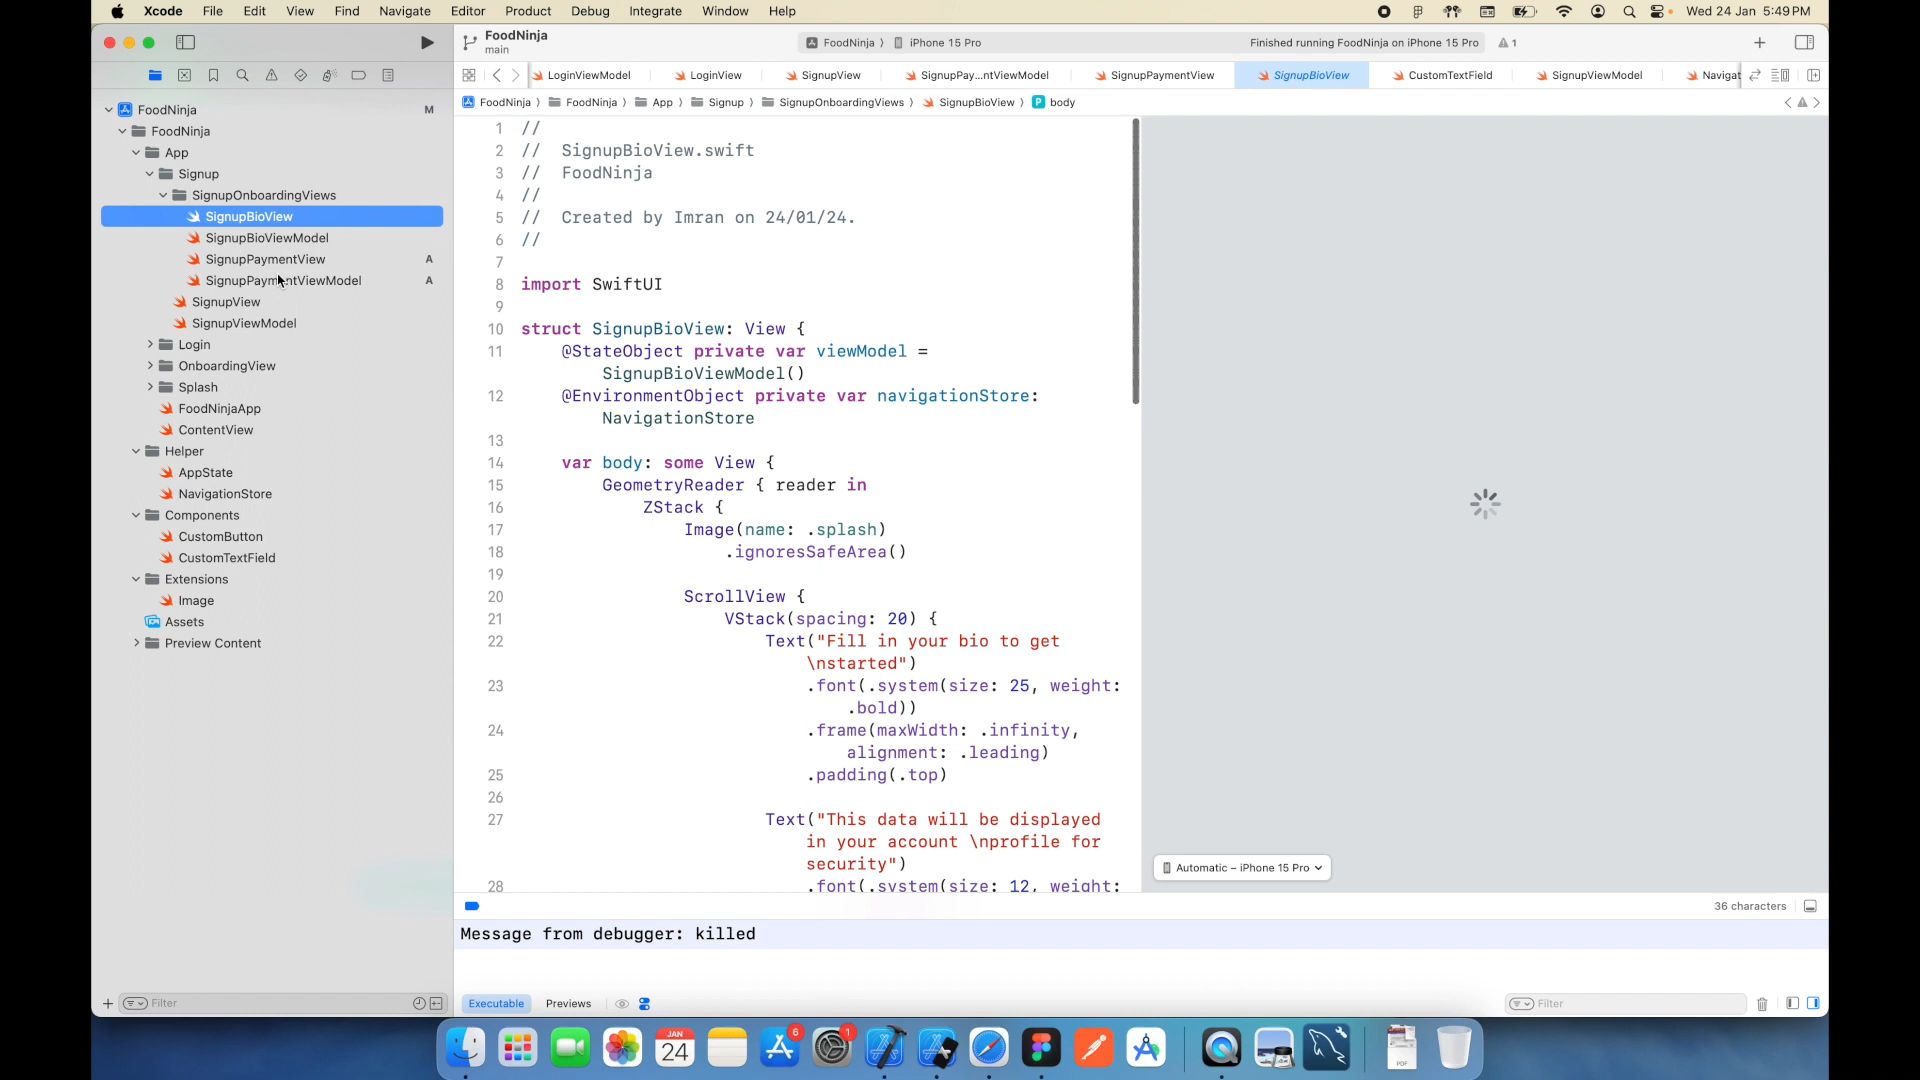 Xcode File Edit View Find Navigate Editor Product Debug Integrate Window Help
Wed 24 Jan 5:49 PM
FoodNinja
main
FoodNinja ⟩ iPhone 15 Pro
Finished running FoodNinja on iPhone 15 Pro
1
LoginViewModel LoginView SignupView SignupPay...ntViewModel SignupPaymentView SignupBioView CustomTextField SignupViewModel Navigat
FoodNinja ⟩ FoodNinja ⟩ App ⟩ Signup ⟩ SignupOnboardingViews ⟩ SignupBioView ⟩ P body
FoodNinja M
FoodNinja
App
Signup
SignupOnboardingViews
SignupBioView
SignupBioViewModel
SignupPaymentView A
SignupPaymentViewModel A
SignupView
SignupViewModel
Login
OnboardingView
Splash
FoodNinjaApp
ContentView
Helper
AppState
NavigationStore
Components
CustomButton
CustomTextField
Extensions
Image
Assets
Preview Content
Filter
1 //
2 // SignupBioView.swift
3 // FoodNinja
4 //
5 // Created by Imran on 24/01/24.
6 //
7
8 import SwiftUI
9
10 struct SignupBioView: View {
11 @StateObject private var viewModel =
SignupBioViewModel()
12 @EnvironmentObject private var navigationStore:
NavigationStore
13
14 var body: some View {
15 GeometryReader { reader in
16 ZStack {
17 Image(name: .splash)
18 .ignoresSafeArea()
19
20 ScrollView {
21 VStack(spacing: 20) {
22 Text("Fill in your bio to get
\nstarted")
23 .font(.system(size: 25, weight:
.bold))
24 .frame(maxWidth: .infinity,
alignment: .leading)
25 .padding(.top)
26
27 Text("This data will be displayed
in your account \nprofile for
security")
28 .font(.system(size: 12, weight:
Automatic – iPhone 15 Pro
36 characters
Message from debugger: killed
Executable Previews
Filter
6
1
JAN
24
PDF